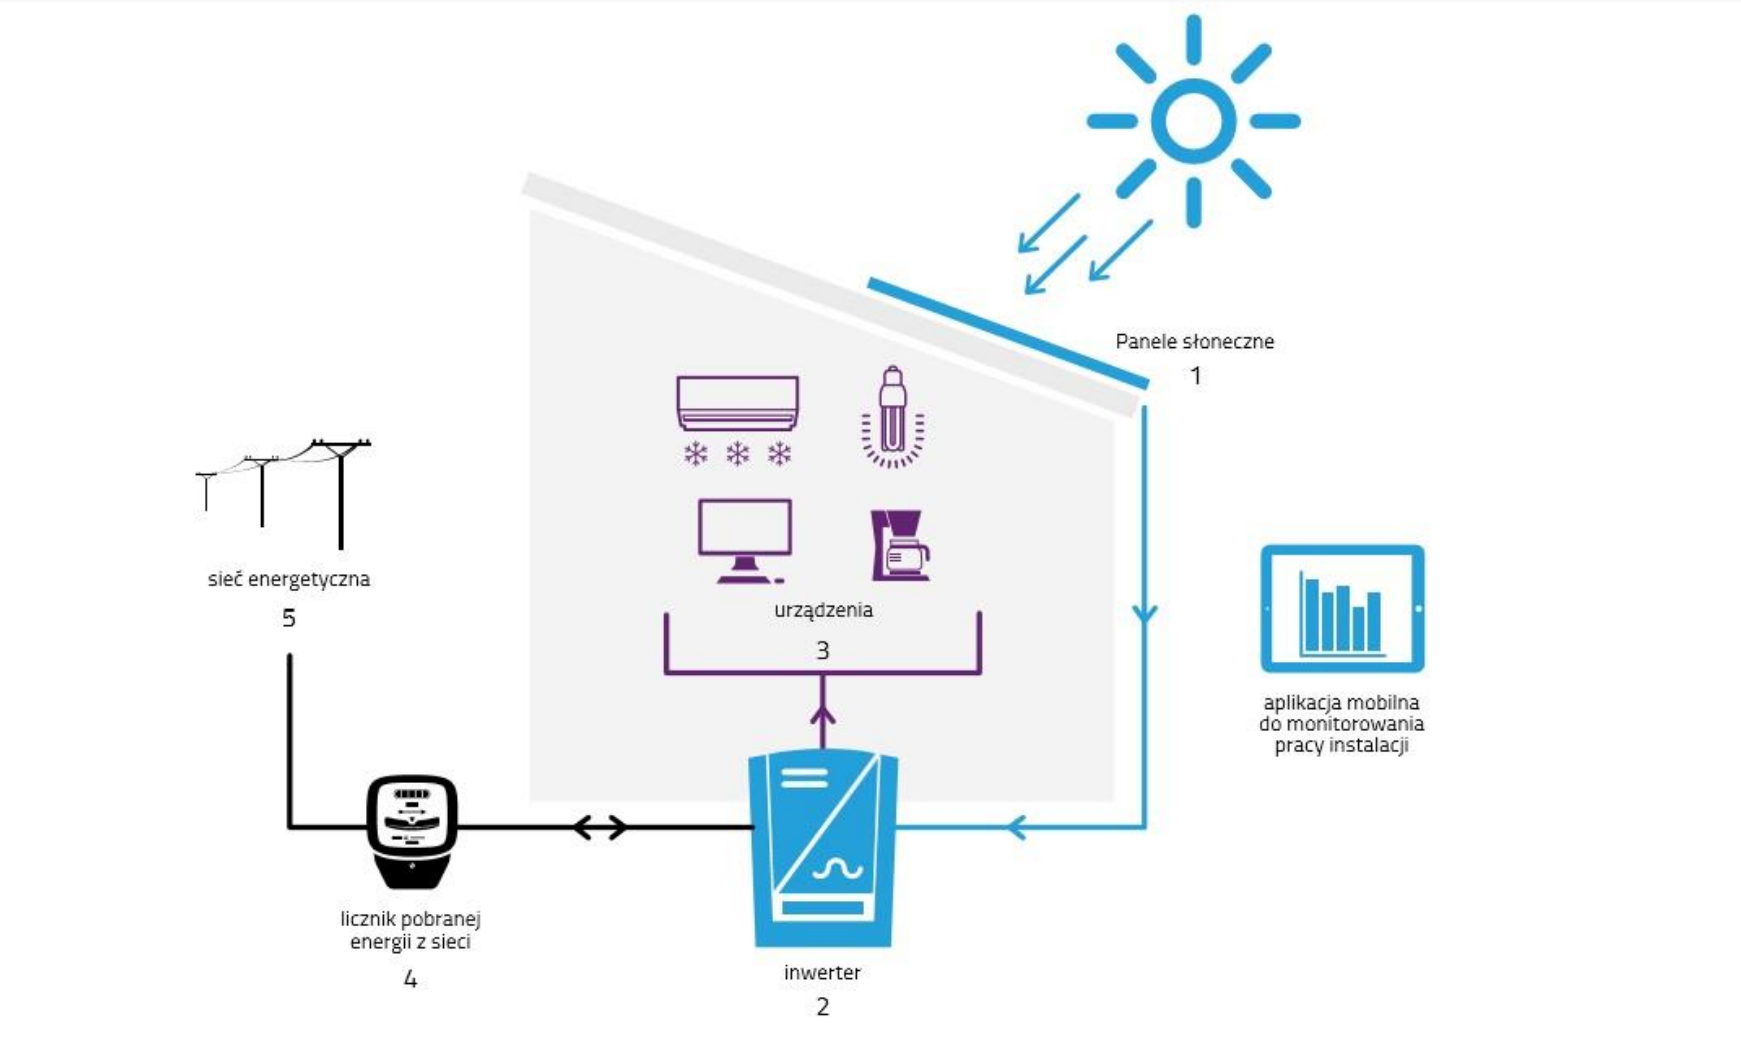 Panele słoneczne
1
sieć energetyczna
5
urządzenia
3
aplikacja mobilna
do monitorowania
pracy instalacji
licznik pobranej
energii z sieci
4
inwerter
2